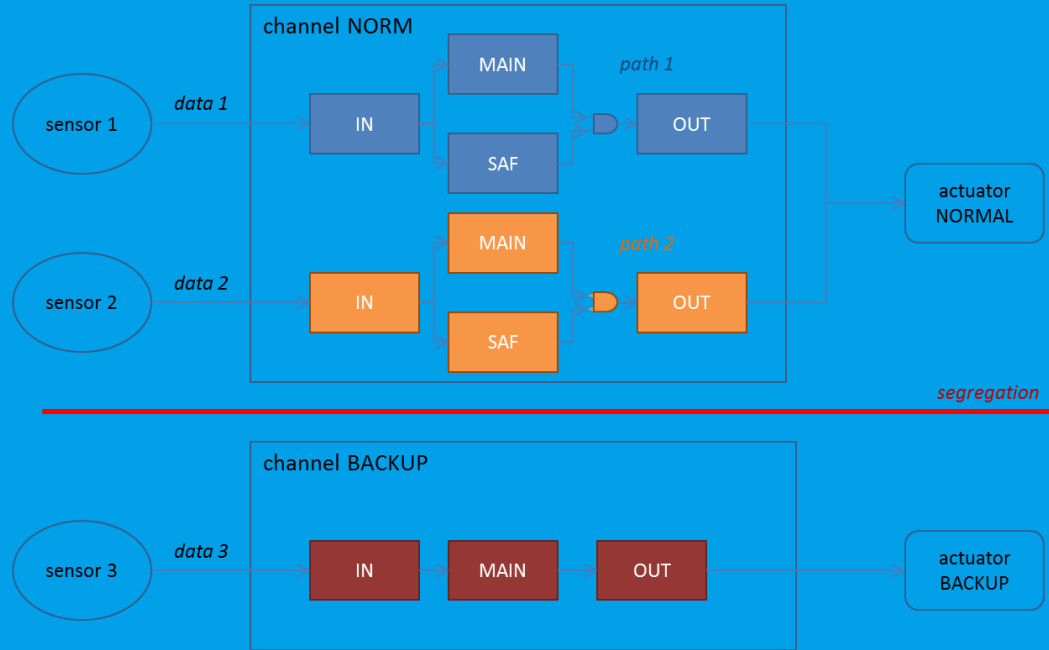 channel NORM
MAIN
path 1
data 1
sensor 1
IN
OUT
SAF
actuator
NORMAL
MAIN
path 2
data 2
sensor 2
IN
OUT
SAF
segregation
channel BACKUP
data 3
sensor 3
IN
MAIN
OUT
actuator
BACKUP